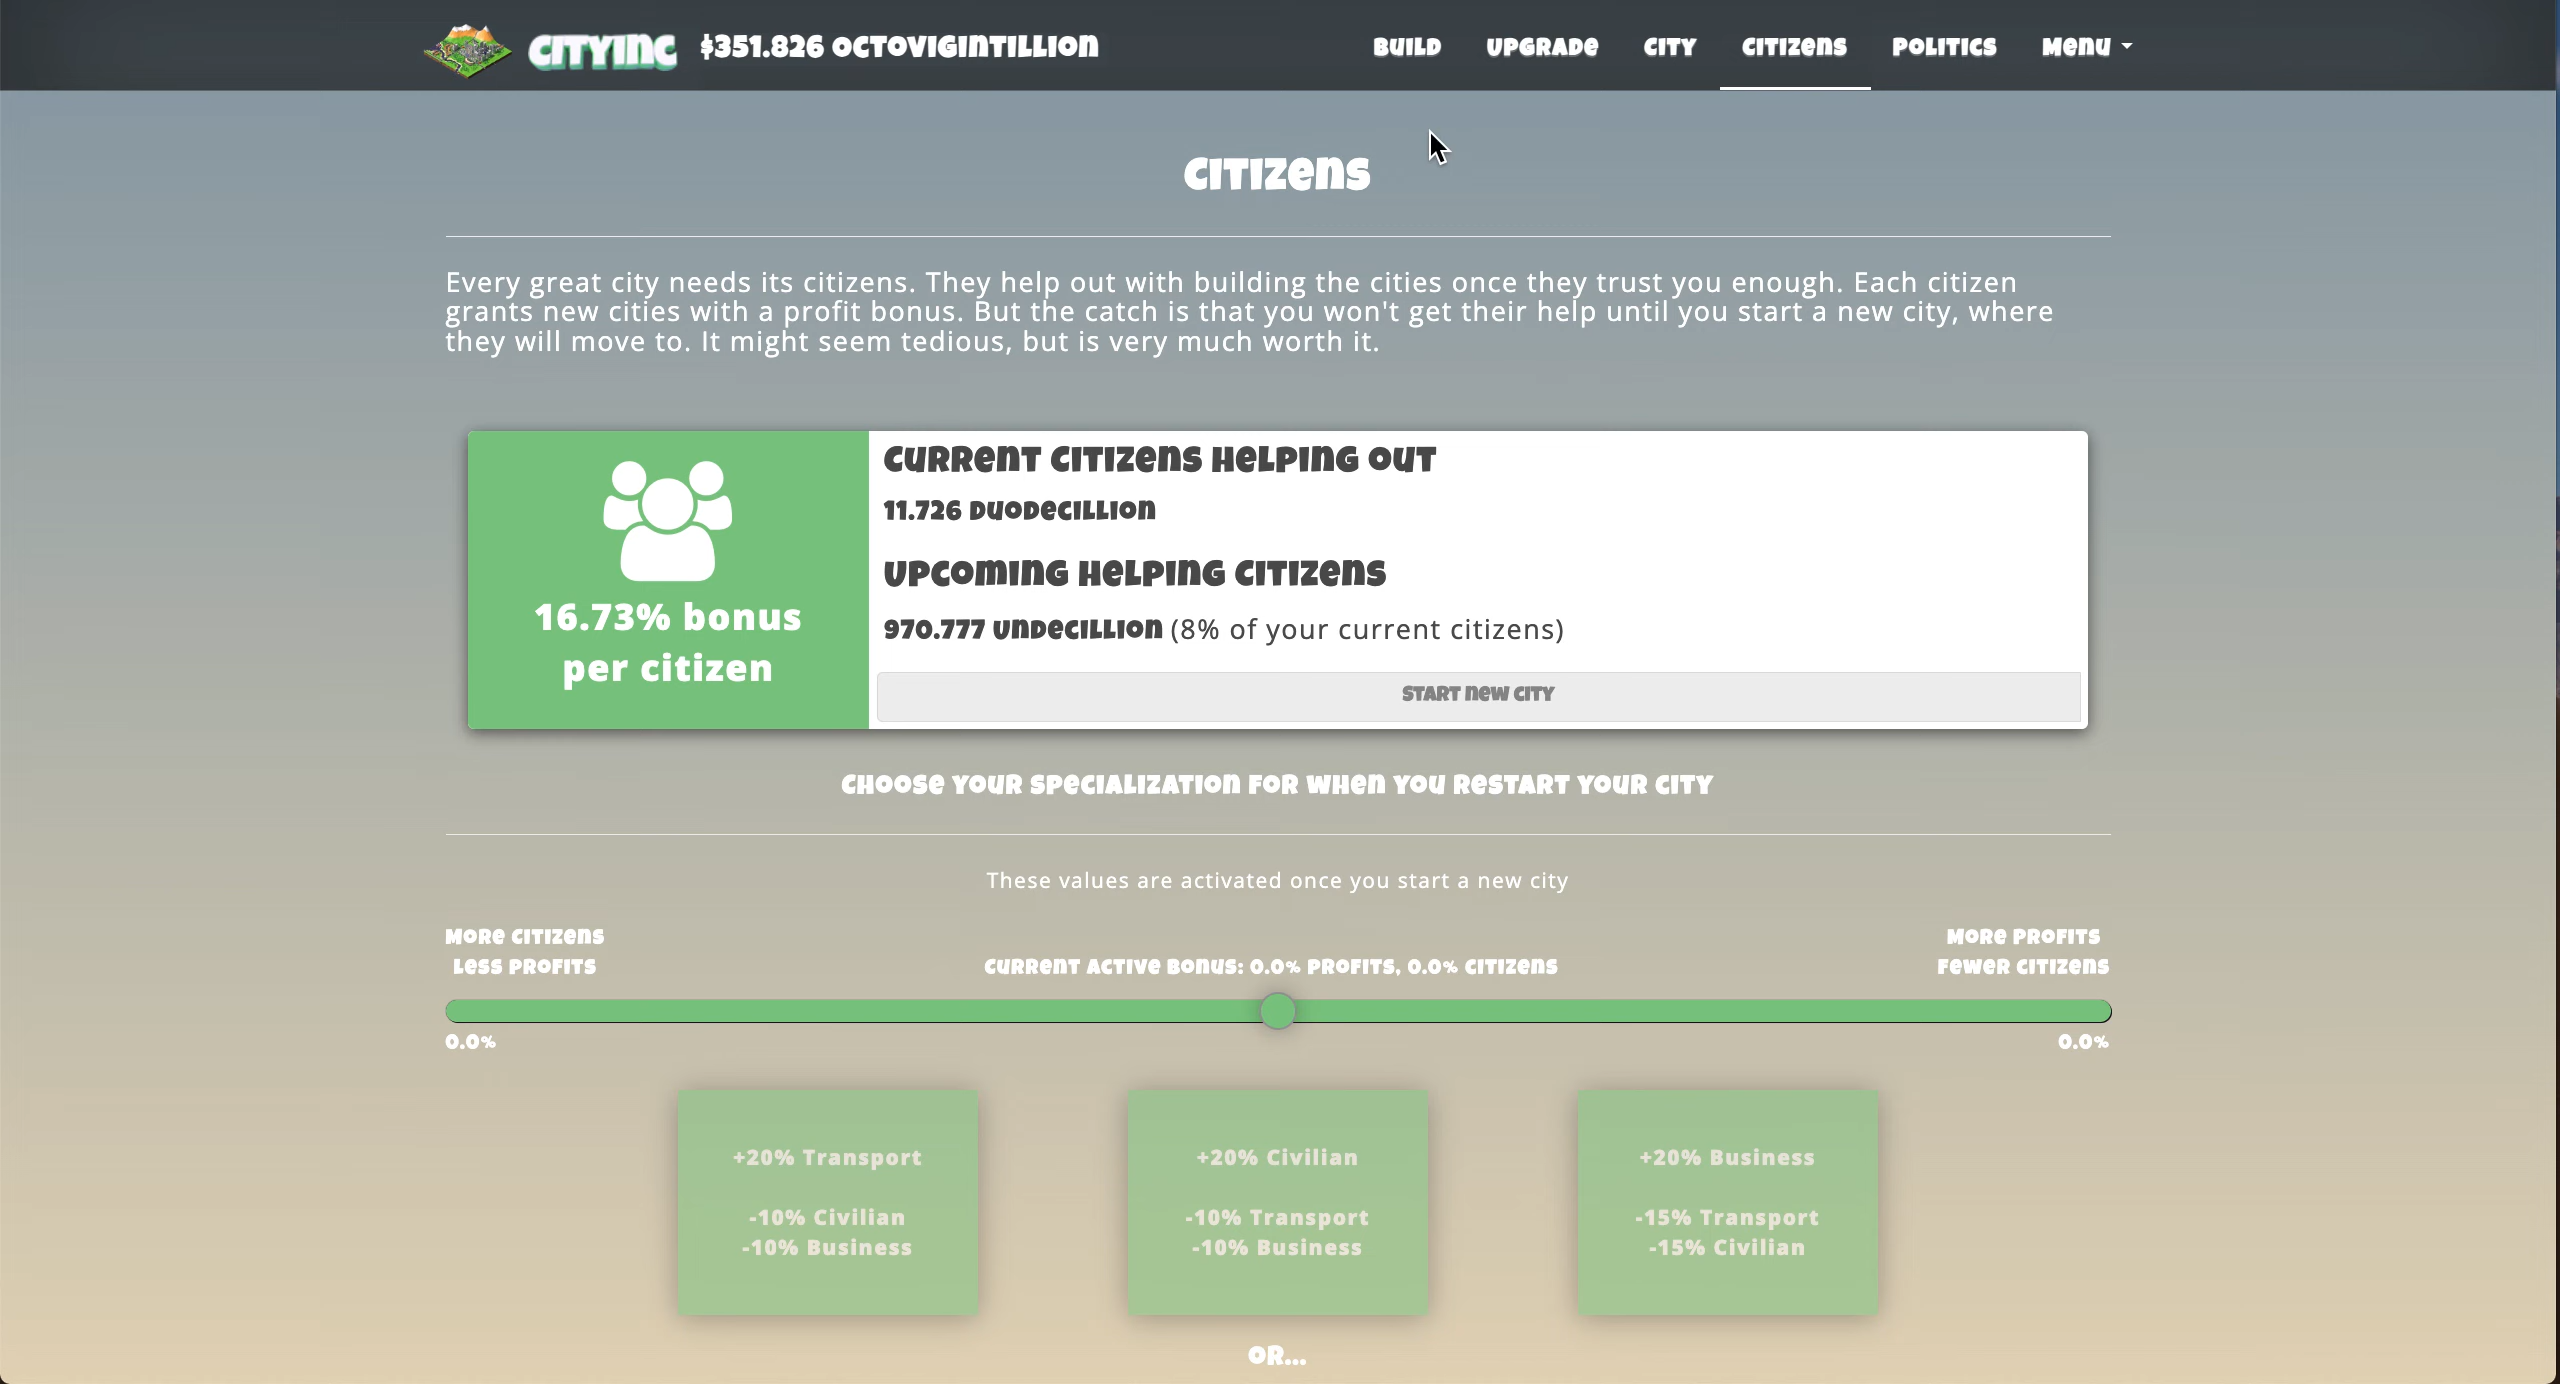 CITYINC $351.826 OCTOVIGINTILLION BUILD UPGRADE CITY CITIZENS POLITICS MENU
CITIZENS
Every great city needs its citizens. They help out with building the cities once they trust you enough. Each citizen
grants new cities with a profit bonus. But the catch is that you won't get their help until you start a new city, where
they will move to. It might seem tedious, but is very much worth it.
16.73% bonus
per citizen
CURRENT CITIZENS HELPING OUT
11.726 DUODECILLION
UPCOMING HELPING CITIZENS
970.777 UNDECILLION (8% of your current citizens)
START NEW CITY
CHOOSE YOUR SPECIALIZATION FOR WHEN YOU RESTART YOUR CITY
These values are activated once you start a new city
MORE CITIZENS
LESS PROFITS
CURRENT ACTIVE BONUS: 0.0% PROFITS, 0.0% CITIZENS
MORE PROFITS
FEWER CITIZENS
0.0%
0.0%
+20% Transport
-10% Civilian
-10% Business
+20% Civilian
-10% Transport
-10% Business
+20% Business
-15% Transport
-15% Civilian
OR...